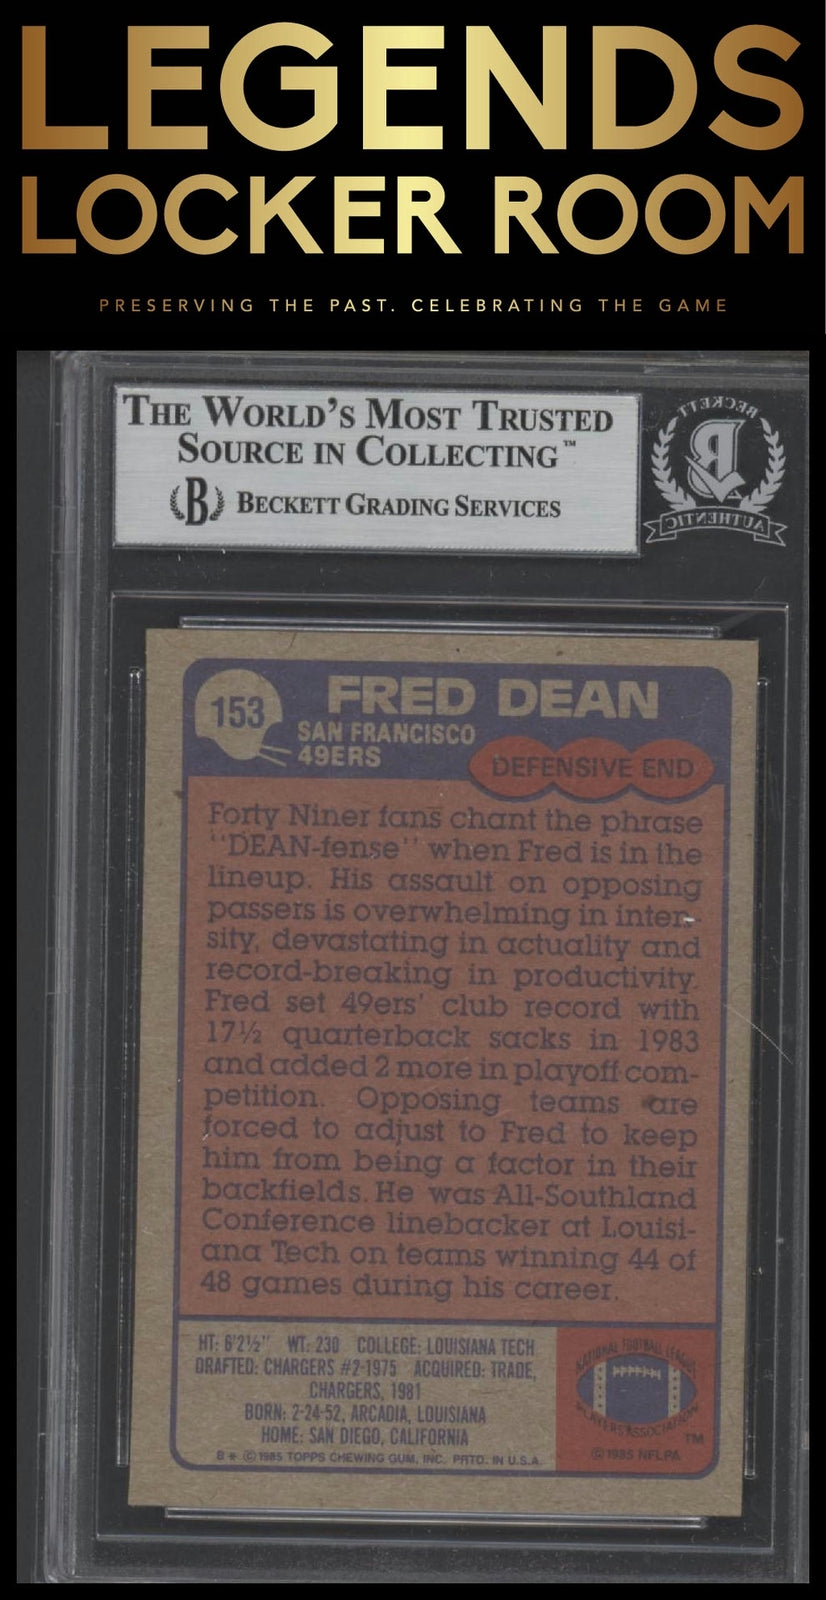 LEGENDS
LOCKER ROOM
PRESERVING THE PAST. CELEBRATING THE GAME
THE WORLD'S MOST TRUSTED
SOURCE IN COLLECTING™
B BECKETT GRADING SERVICES
BECKETT
B
AUTHENTIC
153
FRED DEAN
SAN FRANCISCO
49ERS
DEFENSIVE END
Forty Niner fans chant the phrase
"DEAN-fense" when Fred is in the
lineup. His assault on opposing
passers is overwhelming in inten-
sity, devastating in actuality and
record-breaking in productivity.
Fred set 49ers' club record with
17½ quarterback sacks in 1983
and added 2 more in playoff com-
petition. Opposing teams are
forced to adjust to Fred to keep
him from being a factor in their
backfields. He was All-Southland
Conference linebacker at Louisi-
ana Tech on teams winning 44 of
48 games during his career.
HT: 6'2½" WT: 230 COLLEGE: LOUISIANA TECH
DRAFTED: CHARGERS #2-1975 ACQUIRED: TRADE,
CHARGERS, 1981
BORN: 2-24-52, ARCADIA, LOUISIANA
HOME: SAN DIEGO, CALIFORNIA
B * © 1985 TOPPS CHEWING GUM, INC. PRTD. IN U.S.A.
NATIONAL FOOTBALL LEAGUE
PLAYERS ASSOCIATION
TM
© 1985 NFLPA